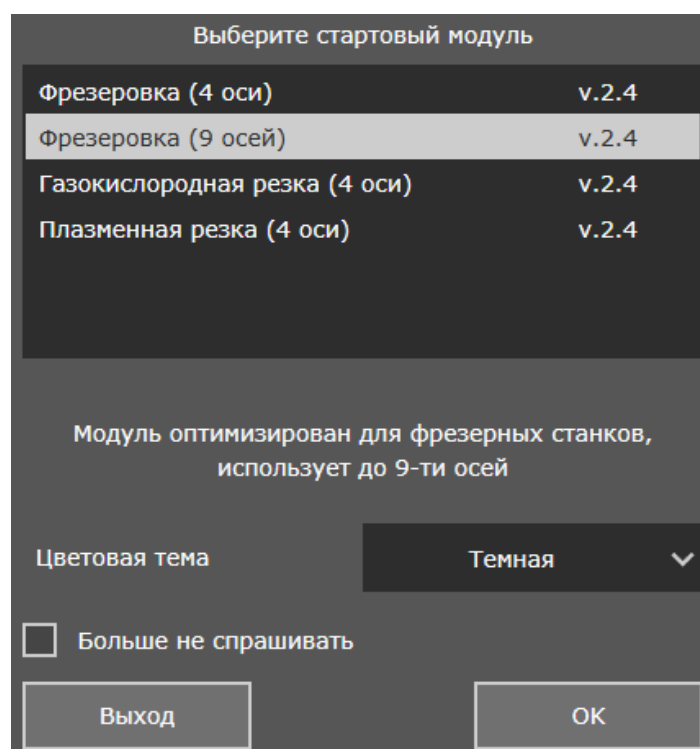 Выберите стартовый модуль
Фрезеровка (4 оси) v.2.4
Фрезеровка (9 осей) v.2.4
Газокислородная резка (4 оси) v.2.4
Плазменная резка (4 оси) v.2.4
Модуль оптимизирован для фрезерных станков,
использует до 9-ти осей
Цветовая тема Темная
Больше не спрашивать
Выход ОК